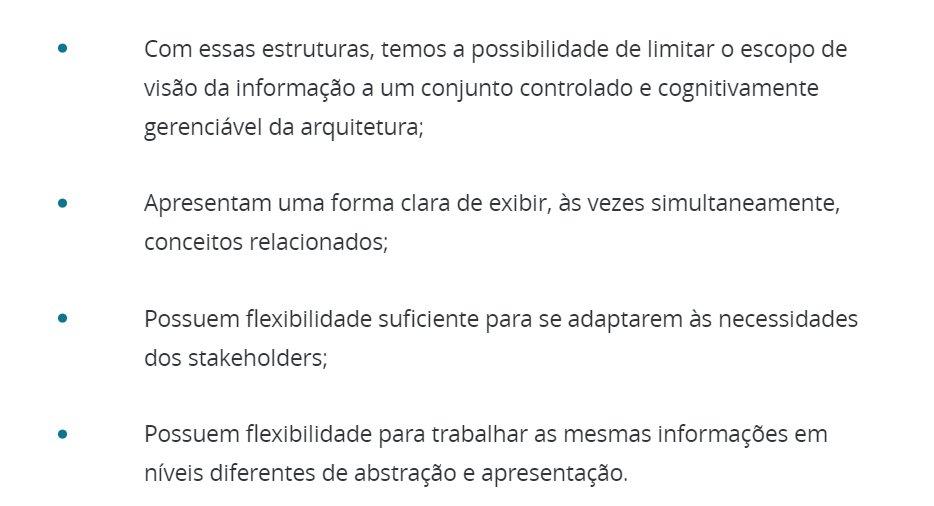 Com essas estruturas, temos a possibilidade de limitar o escopo de
visão da informação a um conjunto controlado e cognitivamente
gerenciável da arquitetura;
Apresentam uma forma clara de exibir, às vezes simultaneamente,
conceitos relacionados;
Possuem flexibilidade suficiente para se adaptarem às necessidades
dos stakeholders;
Possuem flexibilidade para trabalhar as mesmas informações em
níveis diferentes de abstração e apresentação.